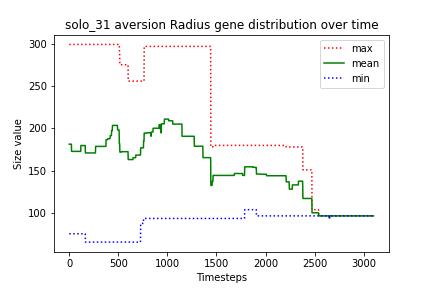 solo_31 aversion Radius gene distribution over time
max
mean
min
Size value
300
250
200
150
100
0
500
1000
1500
2000
2500
3000
Timesteps